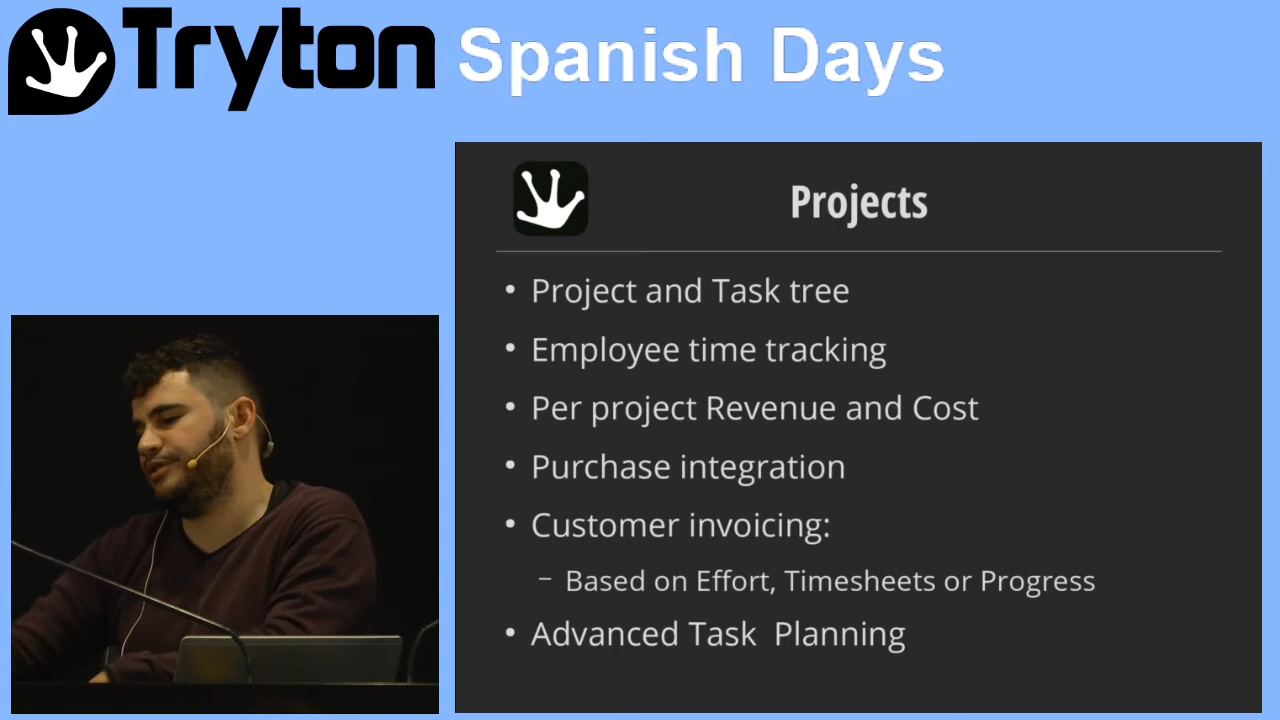 Tryton Spanish Days
Projects
• Project and Task tree
• Employee time tracking
• Per project Revenue and Cost
• Purchase integration
• Customer invoicing:
– Based on Effort, Timesheets or Progress
• Advanced Task  Planning